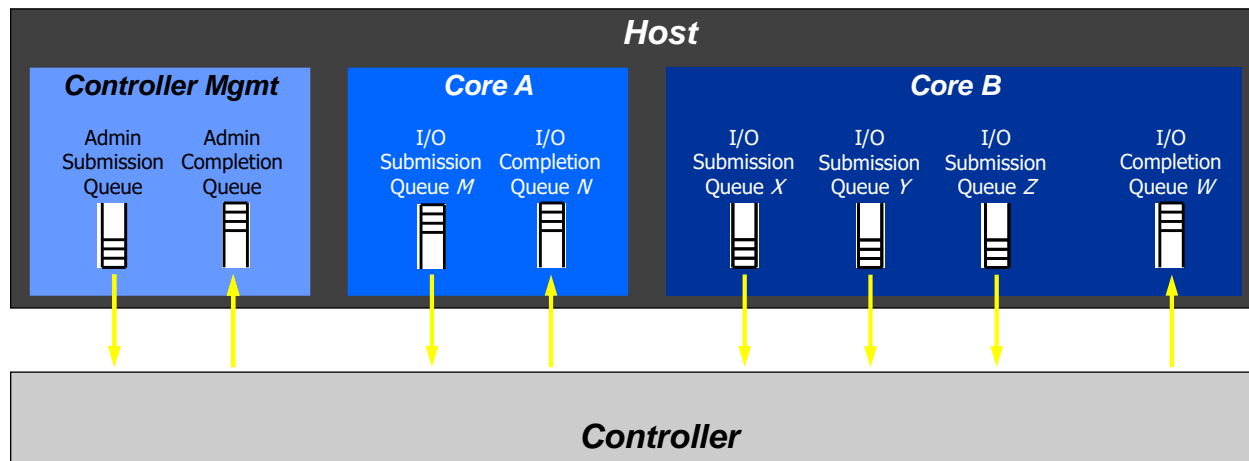 Host
Controller Mgmt
Admin
Submission
Queue
Admin
Completion
Queue
Core A
I/O
Submission
Queue M
I/O
Completion
Queue N
Core B
I/O
Submission
Queue X
I/O
Submission
Queue Y
I/O
Submission
Queue Z
I/O
Completion
Queue W
Controller